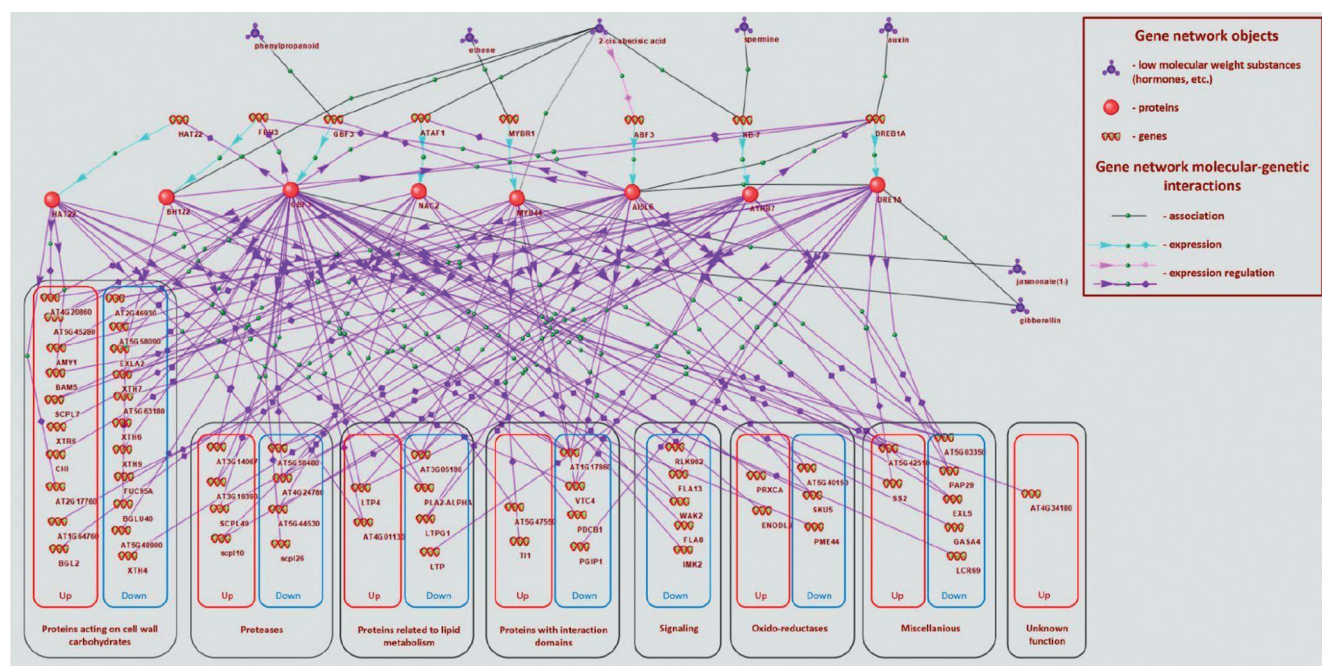 phenylpropanoid
ethene
2-cis-abscisic acid
spermine
auxin
HAT22
FBH3
GBF3
ATAF1
MYBR1
ABF3
HB-7
DREB1A
HAT22
BH122
GBF3
NAC2
MYB44
AI5L6
ATHB7
DRE1A
jasmonate(1-)
gibberellin
Gene network objects
- low molecular weight substances
(hormones, etc.)
- proteins
- genes
Gene network molecular-genetic
interactions
- association
- expression
- expression regulation
AT4G20860
AT5G45280
AMY1
BAM5
SCPL7
XTR6
CHI
AT2G17760
AT1G64760
BGL2
Up
AT2G46930
AT5G58090
EXLA2
XTH7
AT5G63180
XTH6
XTH9
FUC95A
BGLU40
AT5G48900
XTH4
Down
Proteins acting on cell wall
carbohydrates
AT3G14067
AT3G19390
SCPL49
scpl10
Up
AT5G50480
AT4G24780
AT5G44530
scpl26
Down
Proteases
LTP4
AT4G01130
Up
AT3G05180
PLA2-ALPHA
LTPG1
LTP
Down
Proteins related to lipid
metabolism
AT5G47550
TI1
Up
AT1G17860
VTC4
PDCB1
PGIP1
Down
Proteins with interaction
domains
RLK902
FLA13
WAK2
FLA8
IMK2
Down
Signaling
PRXCA
ENODL2
Up
AT5G40150
SKU5
PME44
Down
Oxido-reductases
AT5G42510
SS2
Up
AT5G03350
PAP29
EXL5
GASA4
LCR69
Down
Miscellanious
AT4G34180
Up
Unknown
function